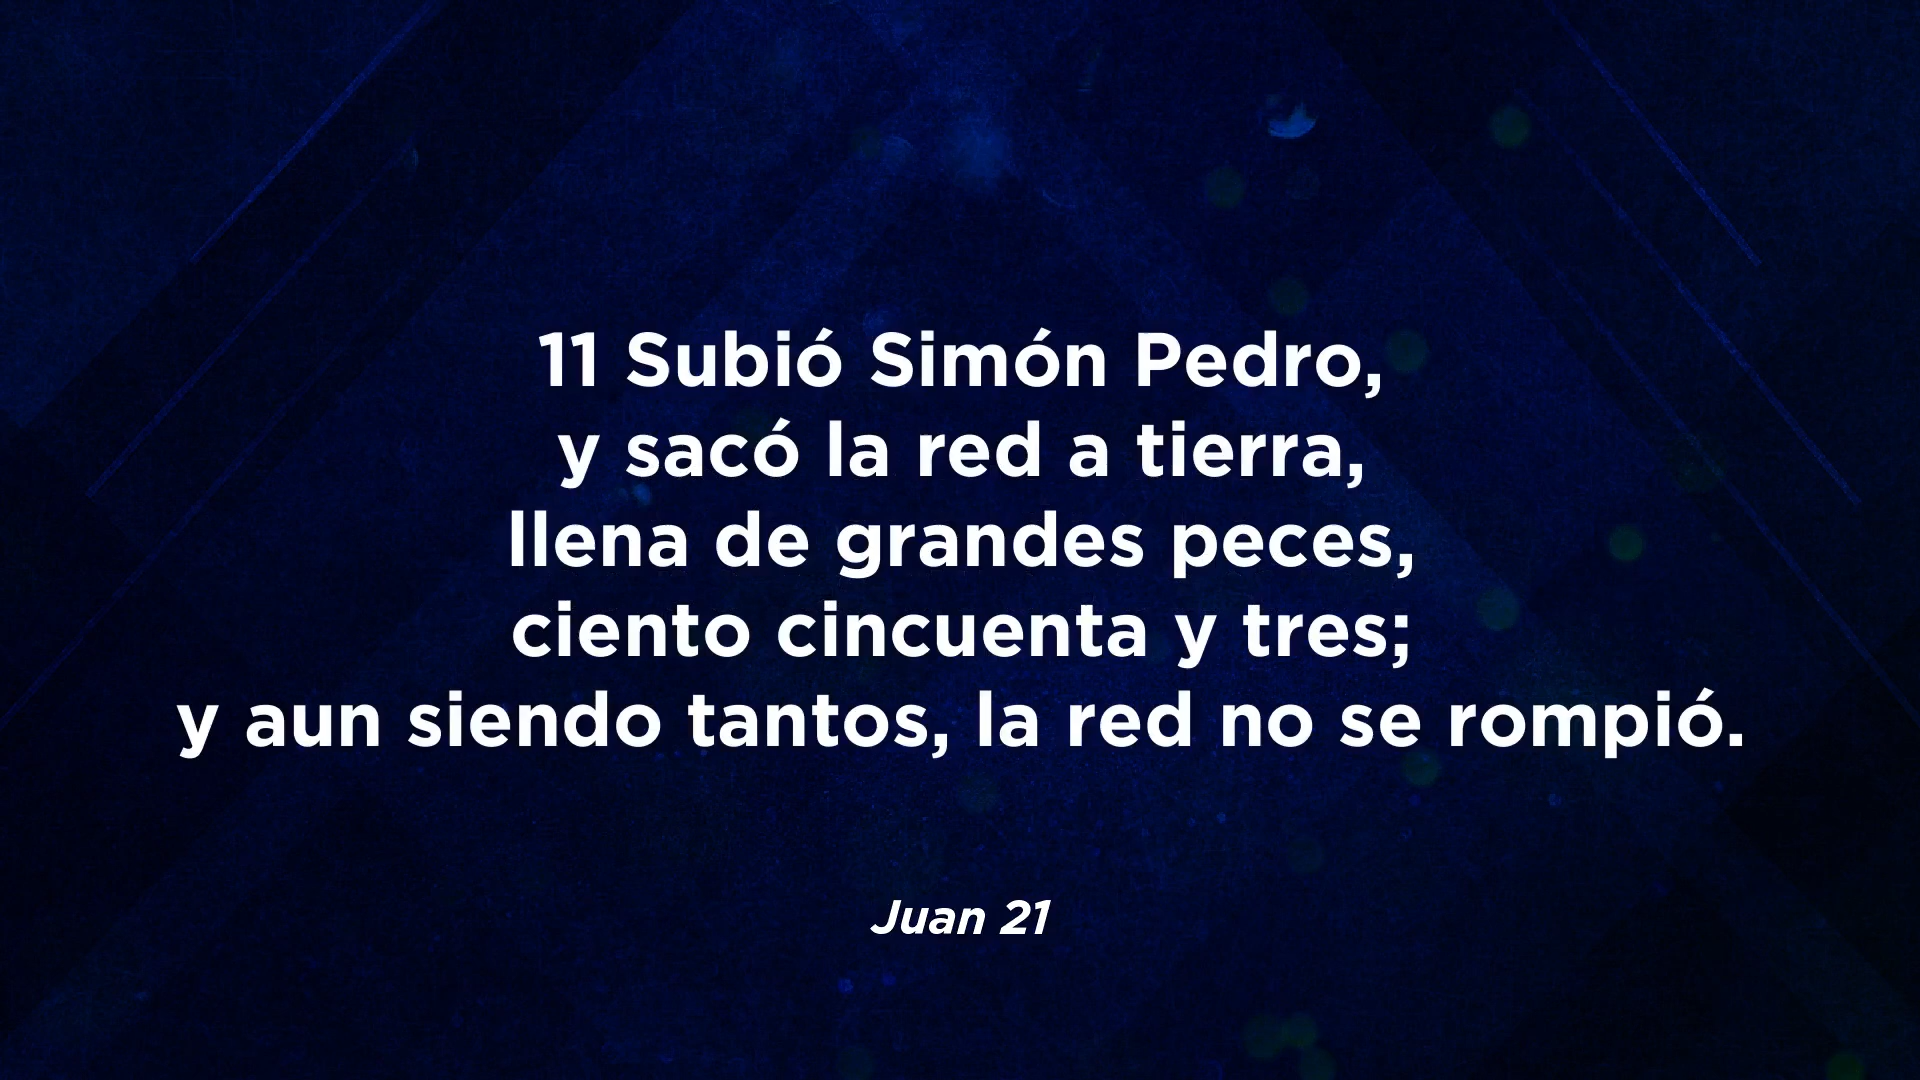 11 Subió Simón Pedro,
y sacó la red a tierra,
llena de grandes peces,
ciento cincuenta y tres;
y aun siendo tantos, la red no se rompió.
Juan 21